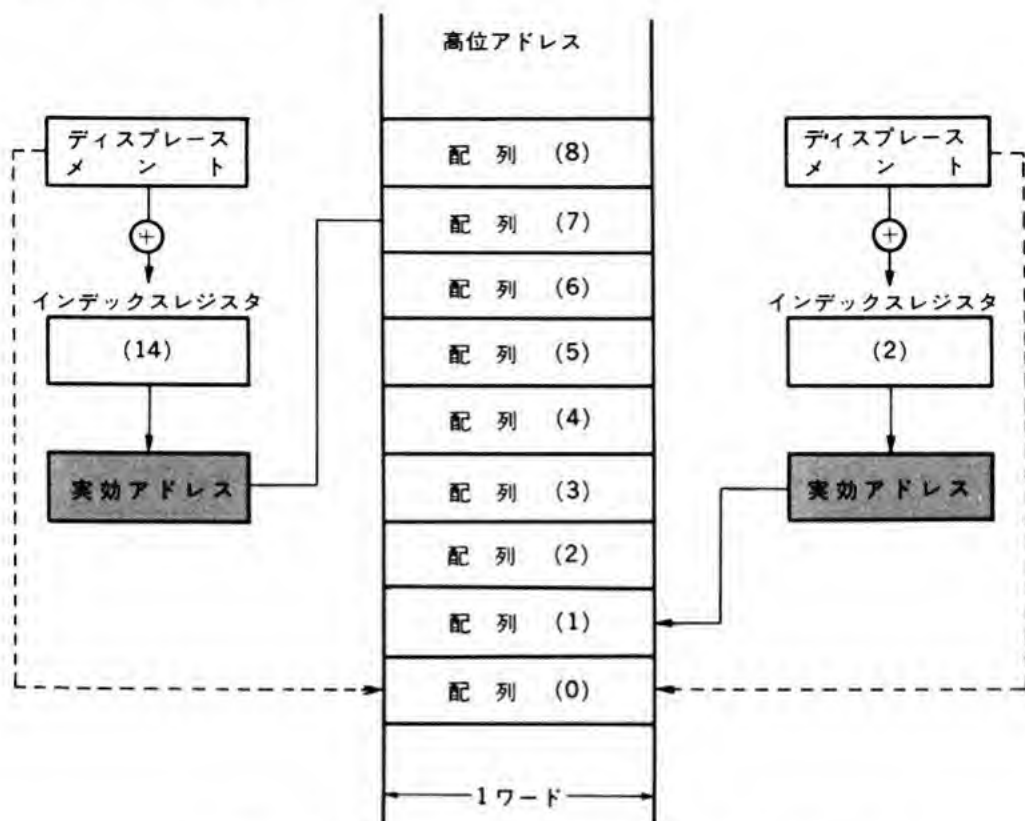 高位アドレス
ディスプレース
メント
インデックスレジスタ
(14)
実効アドレス
配列 (8)
配列 (7)
配列 (6)
配列 (5)
配列 (4)
配列 (3)
配列 (2)
配列 (1)
配列 (0)
1ワード
ディスプレース
メント
インデックスレジスタ
(2)
実効アドレス